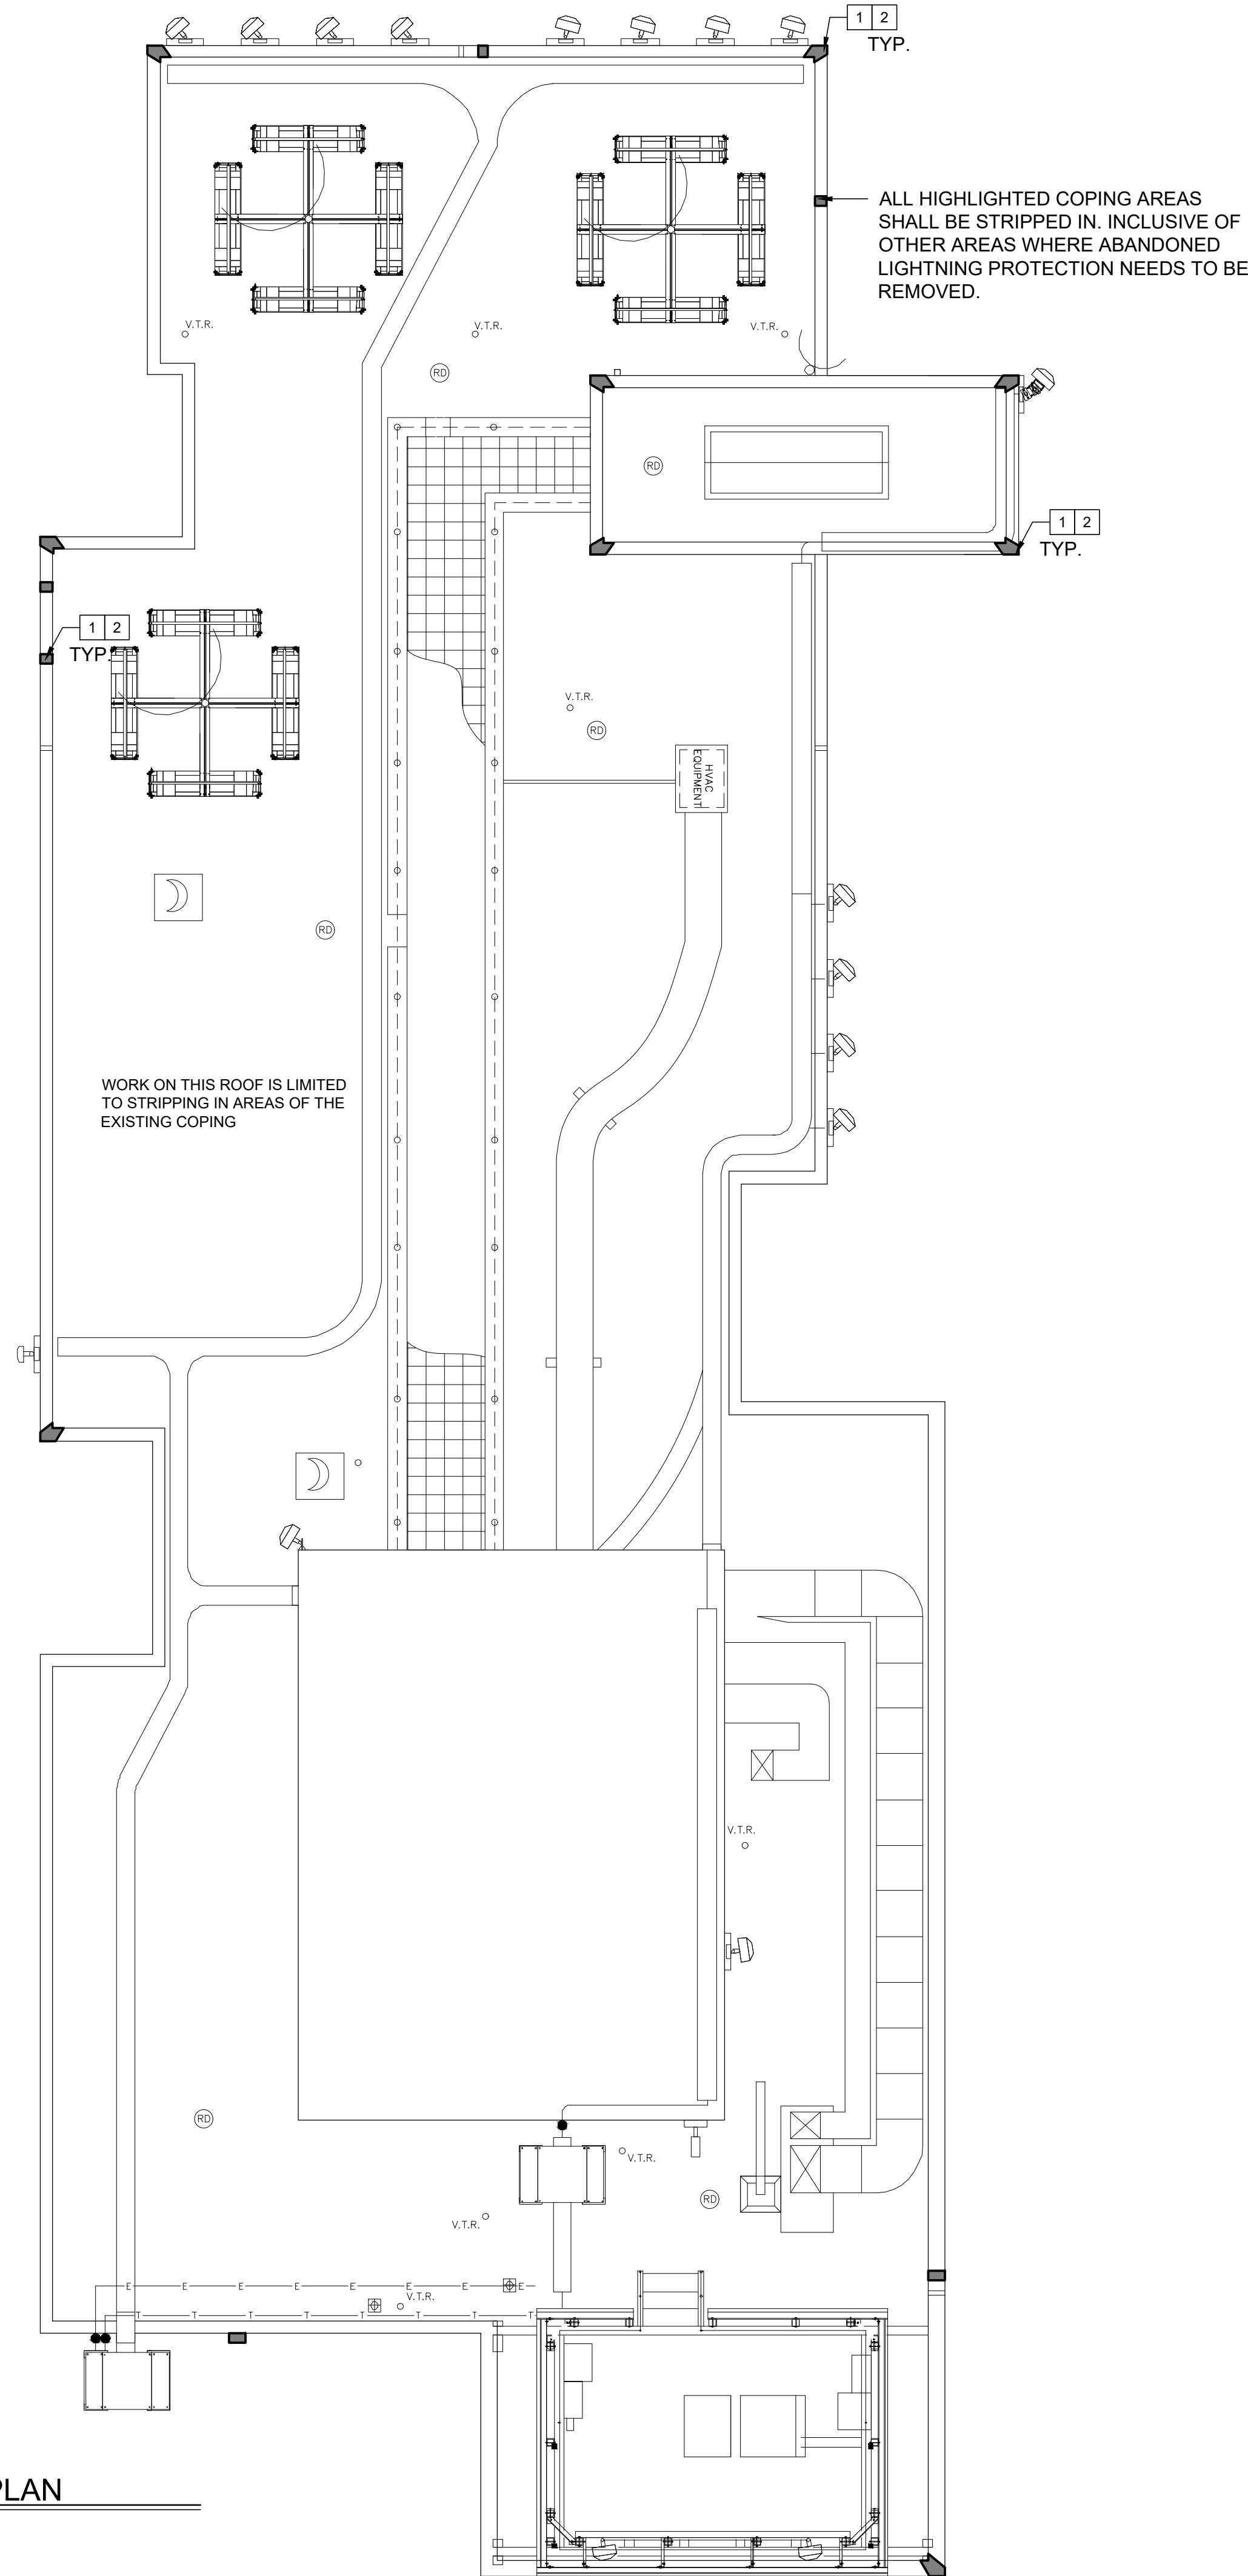 1 2
TYP.
ALL HIGHLIGHTED COPING AREAS
SHALL BE STRIPPED IN. INCLUSIVE OF
OTHER AREAS WHERE ABANDONED
LIGHTNING PROTECTION NEEDS TO BE
REMOVED.
V.T.R.
V.T.R.
V.T.R.
RD
RD
1 2
TYP.
1 2
TYP.
V.T.R.
RD
HVAC
EQUIPMENT
RD
WORK ON THIS ROOF IS LIMITED
TO STRIPPING IN AREAS OF THE
EXISTING COPING
V.T.R.
RD
V.T.R.
RD
V.T.R.
E E E E E E E E
V.T.R.
T T T T T T T T
PLAN